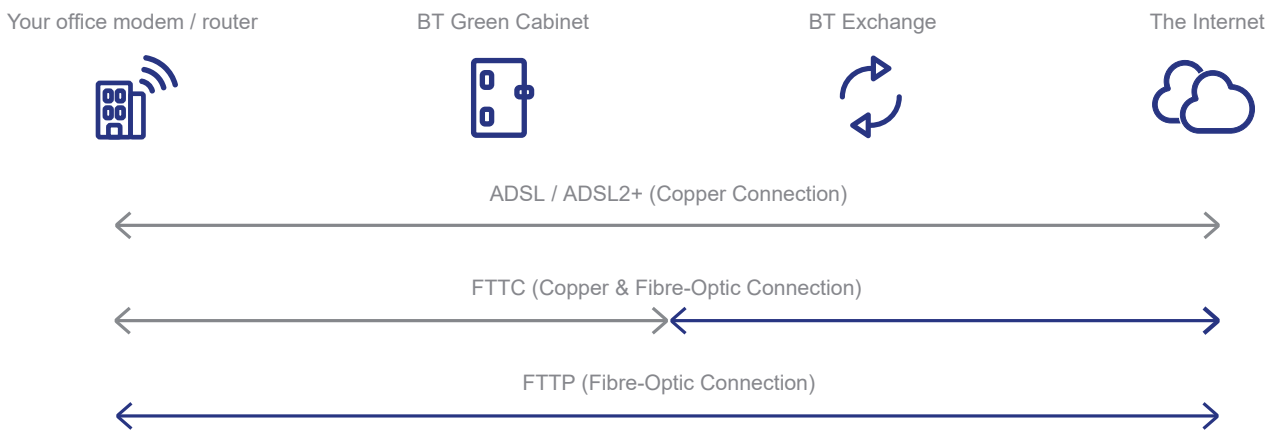 Your office modem / router
BT Green Cabinet
BT Exchange
The Internet
ADSL / ADSL2+ (Copper Connection)
FTTC (Copper & Fibre-Optic Connection)
FTTP (Fibre-Optic Connection)